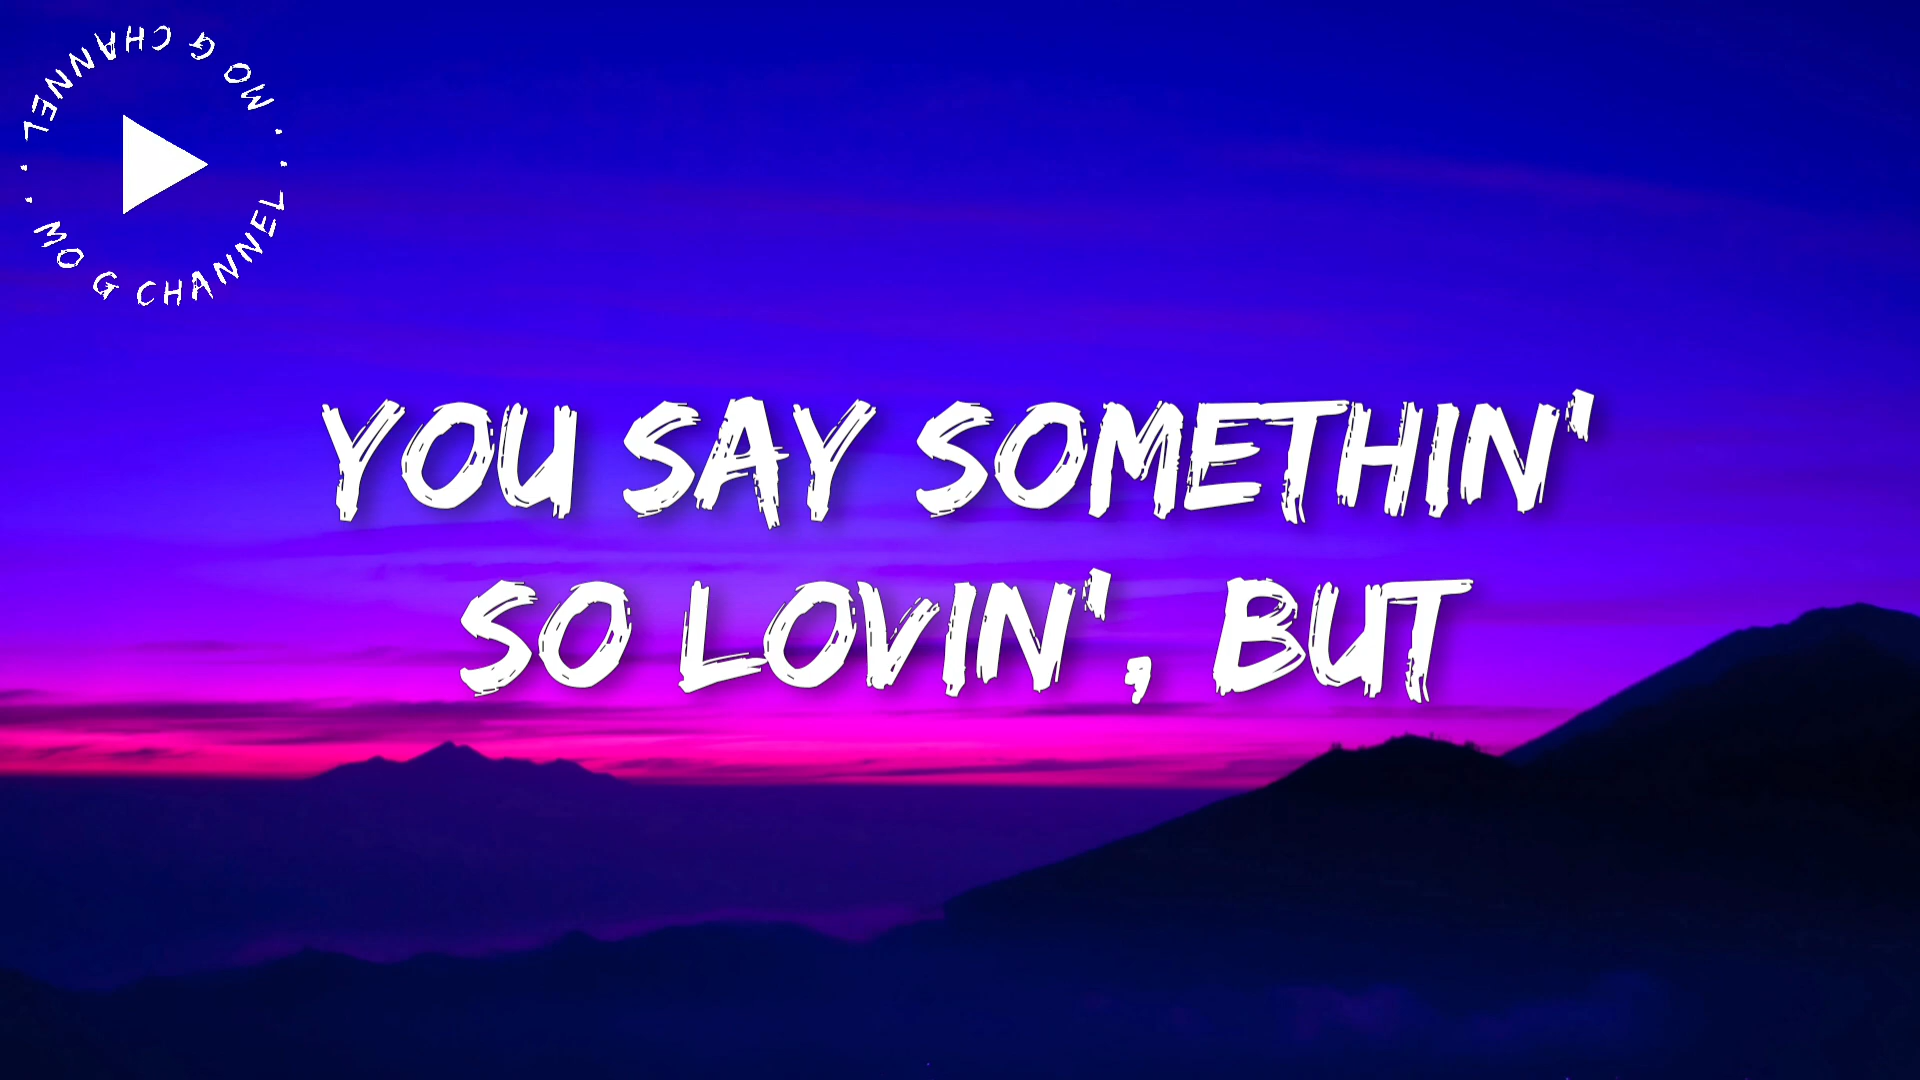 MO G CHANNEL ..
MO G CHANNEL ..
YOU SAY SOMETHIN'
SO LOVIN', BUT